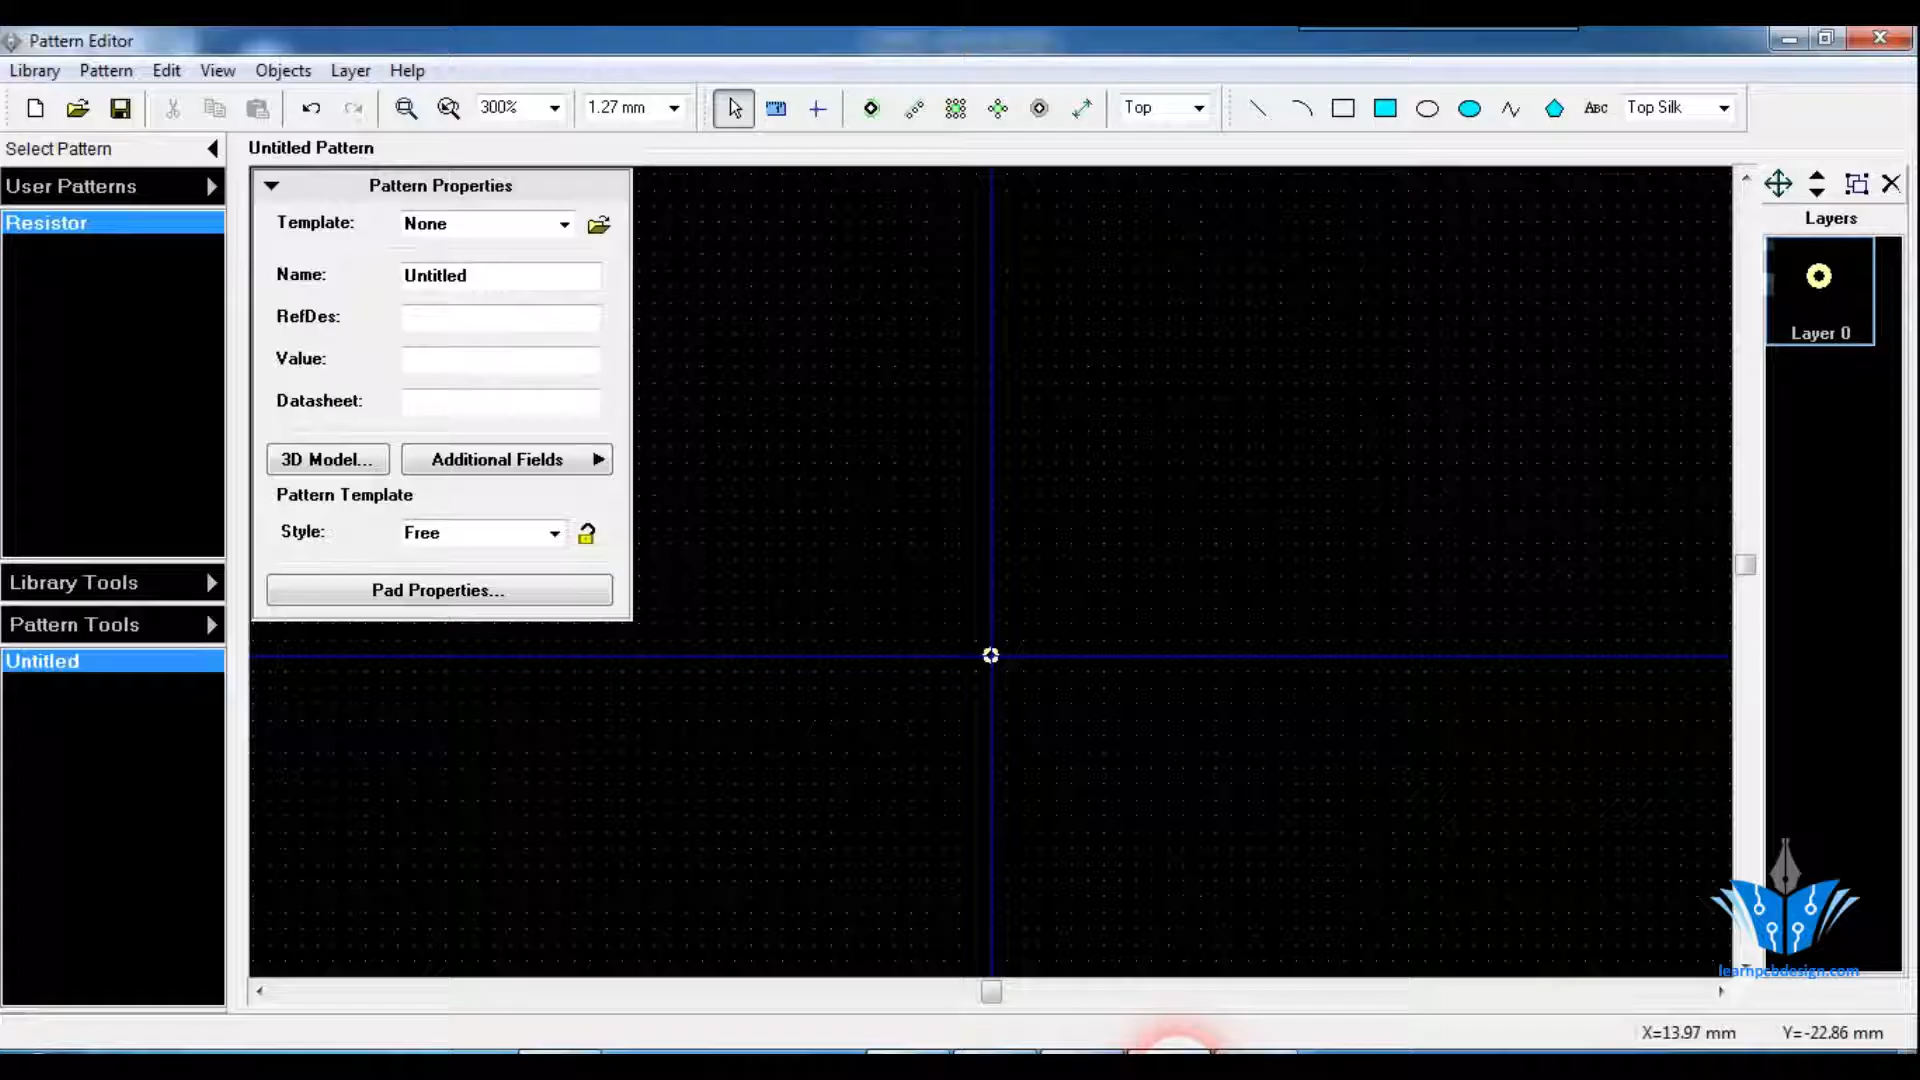 Pattern Editor
Library Pattern Edit View Objects Layer Help
300% 1.27 mm Top ABC Top Silk
Select Pattern
Untitled Pattern
User Patterns
Resistor
Library Tools
Pattern Tools
Untitled
Pattern Properties
Template: None
Name: Untitled
RefDes:
Value:
Datasheet:
3D Model... Additional Fields
Pattern Template
Style: Free
Pad Properties...
Layers
Layer 0
learnpcbdesign.com
X=13.97 mm Y=-22.86 mm